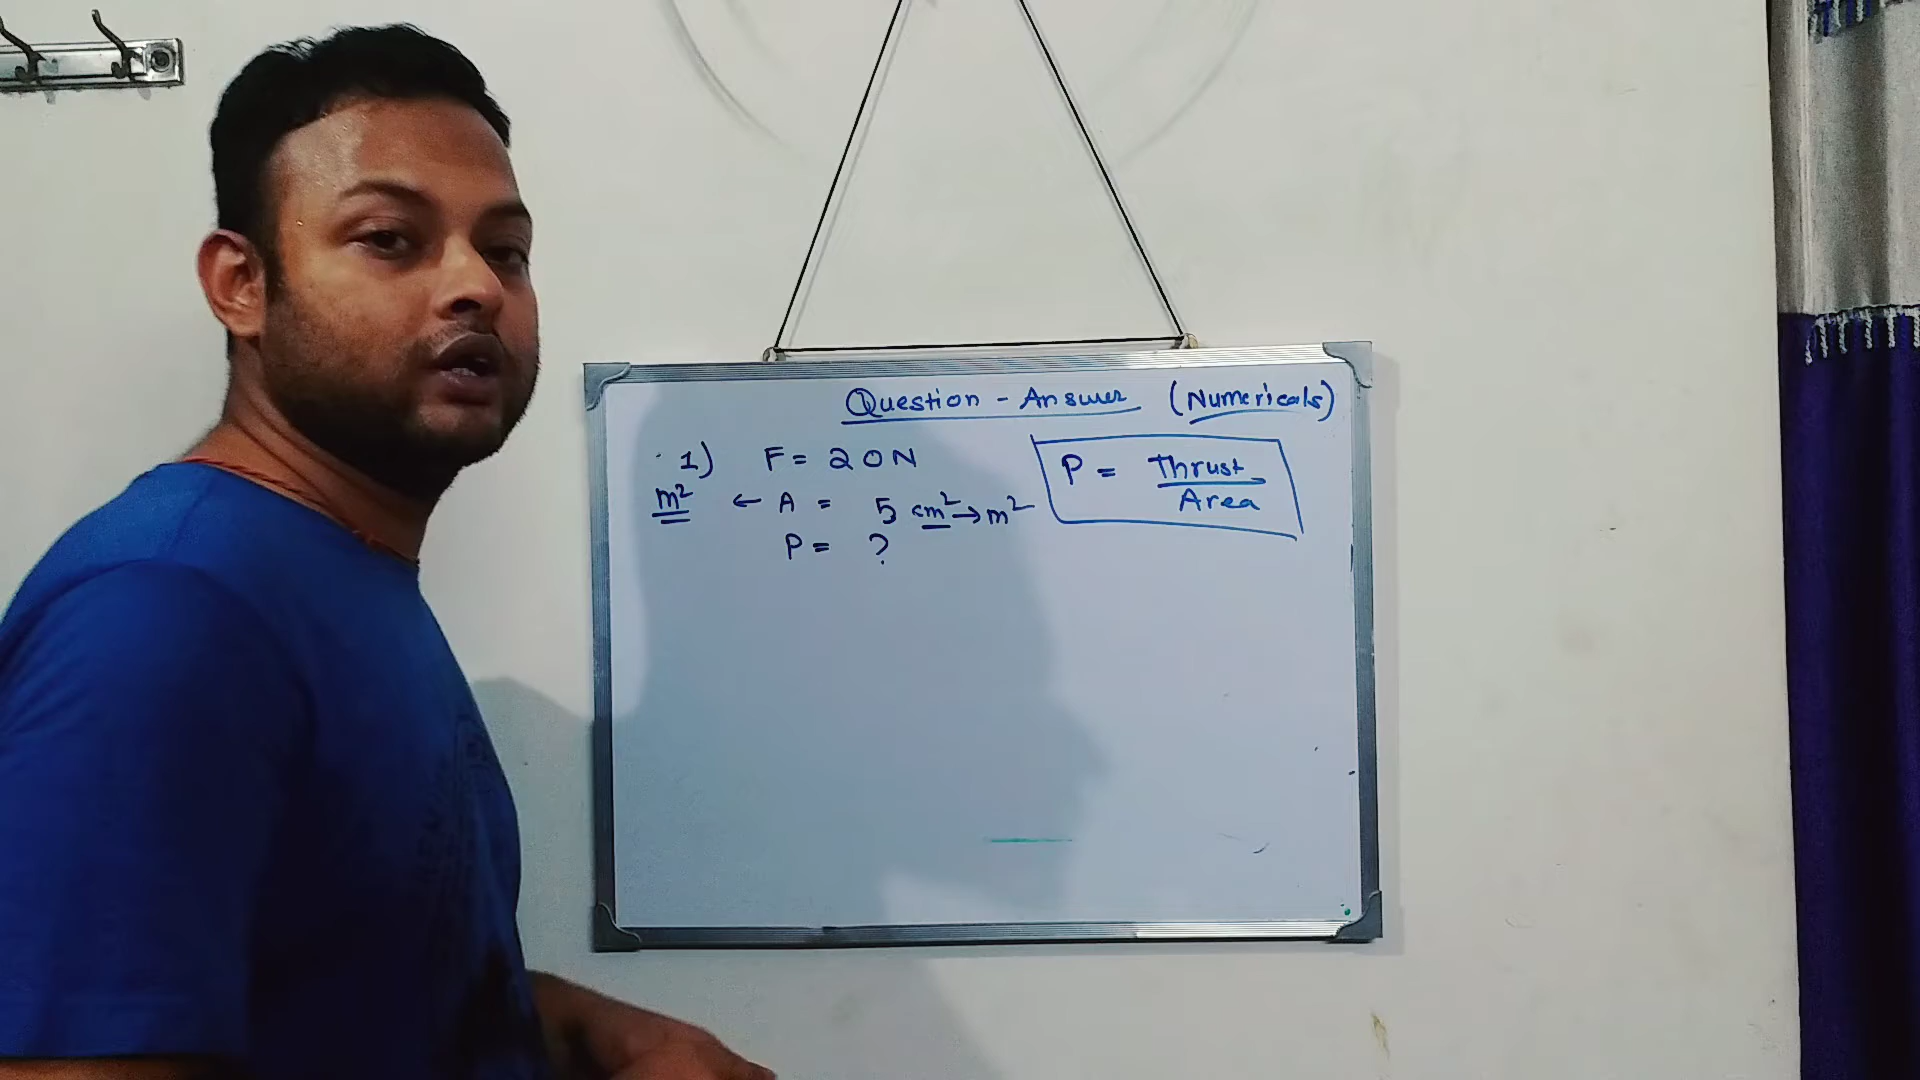 Question - Answer (Numericals)
1) F = 20N
m² ← A = 5 cm² → m²
P = ?
P = Thrust
Area